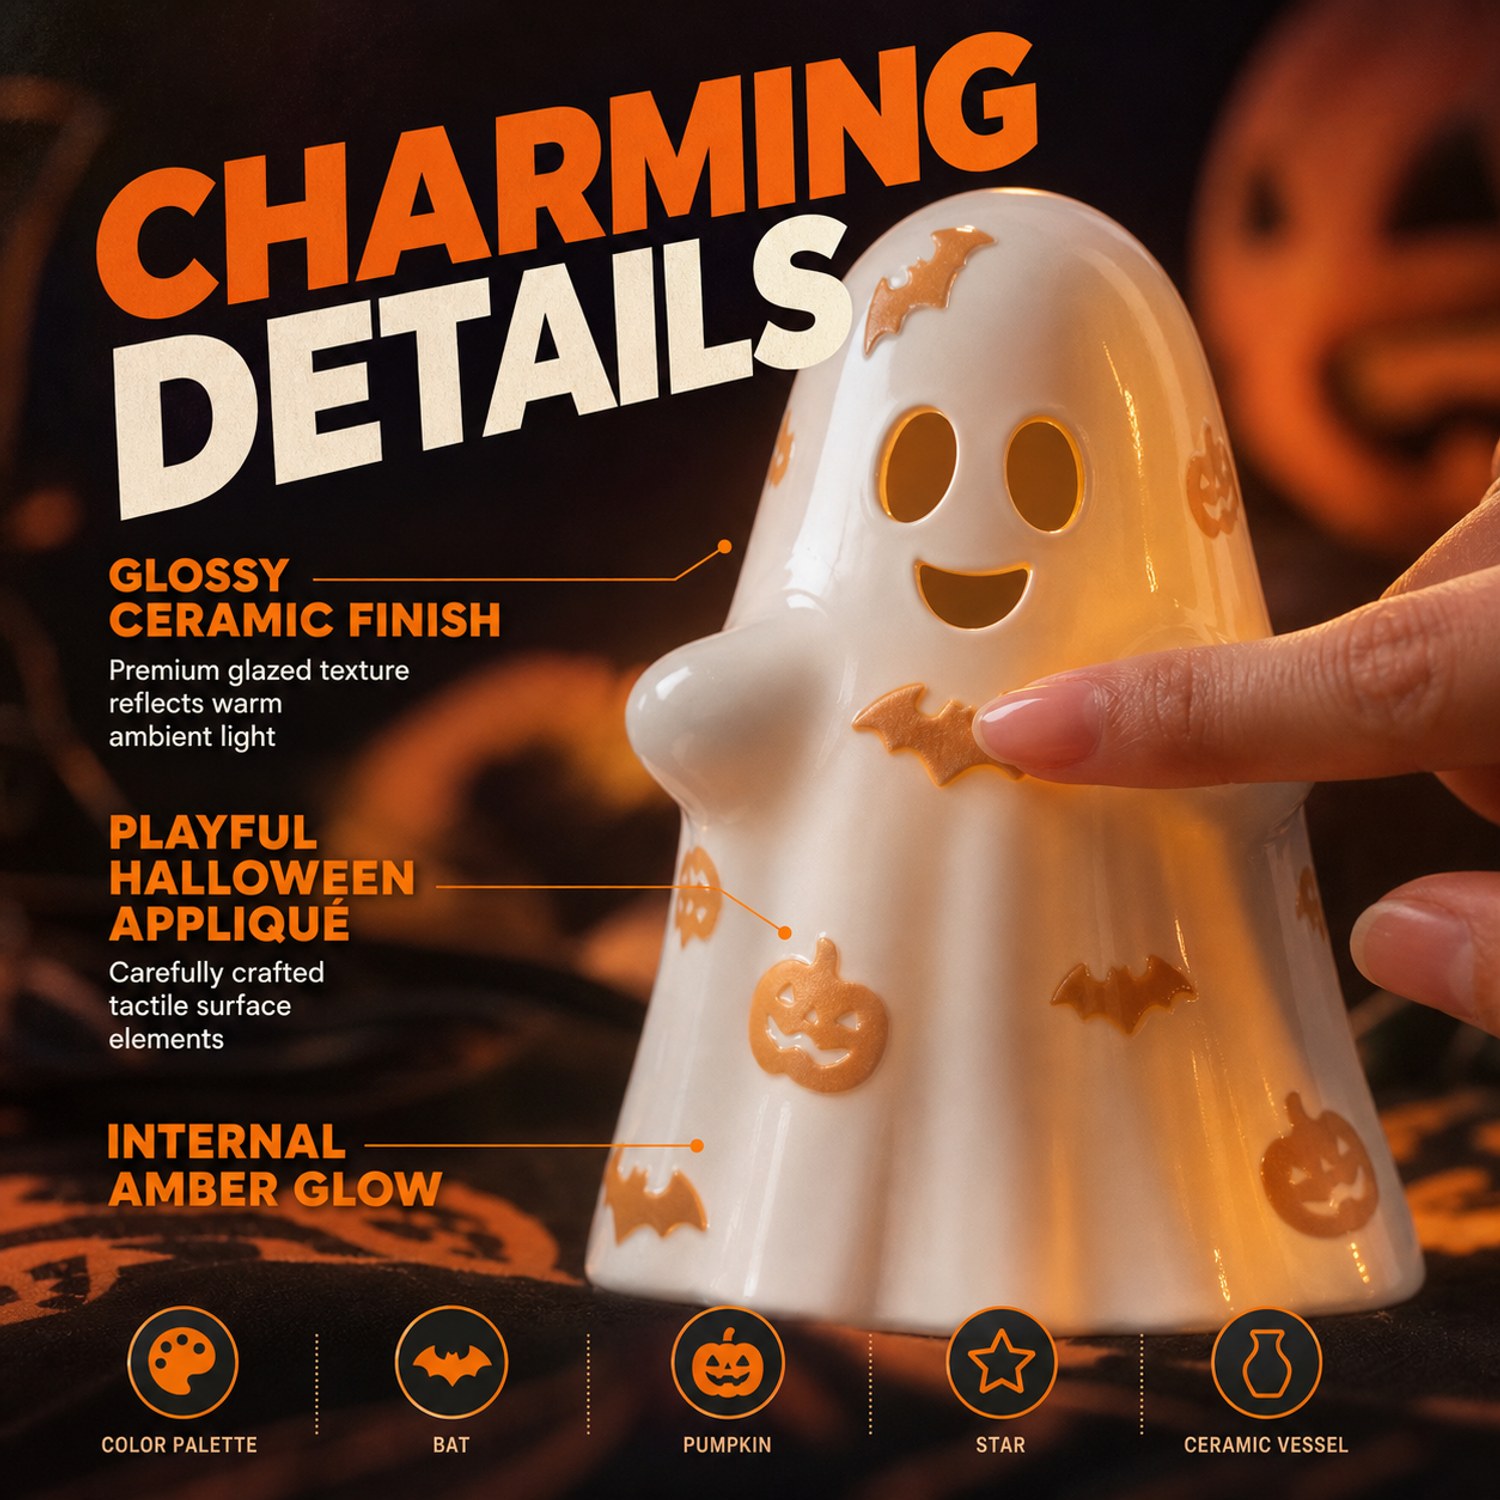 CHARMING
DETAILS
GLOSSY
CERAMIC FINISH
Premium glazed texture
reflects warm
ambient light
PLAYFUL
HALLOWEEN
APPLIQUÉ
Carefully crafted
tactile surface
elements
INTERNAL
AMBER GLOW
COLOR PALETTE
BAT
PUMPKIN
STAR
CERAMIC VESSEL